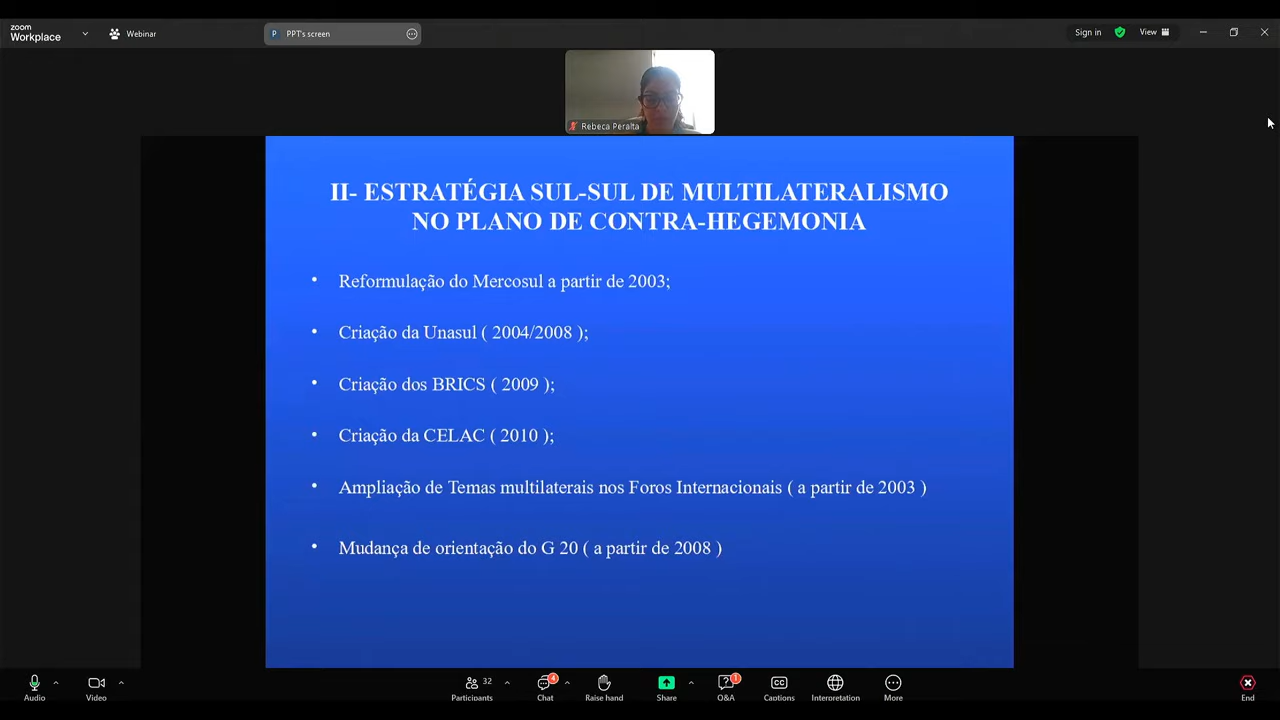 zoom
Workplace
Webinar
P PPT's screen
Sign in
View
Rebeca Peralta
II- ESTRATÉGIA SUL-SUL DE MULTILATERALISMO
NO PLANO DE CONTRA-HEGEMONIA
• Reformulação do Mercosul a partir de 2003;
• Criação da Unasul ( 2004/2008 );
• Criação dos BRICS ( 2009 );
• Criação da CELAC ( 2010 );
• Ampliação de Temas multilaterais nos Foros Internacionais ( a partir de 2003 )
• Mudança de orientação do G 20 ( a partir de 2008 )
32
4
1
CC
Audio
Video
Participants
Chat
Raise hand
Share
Q&A
Captions
Interpretation
More
End